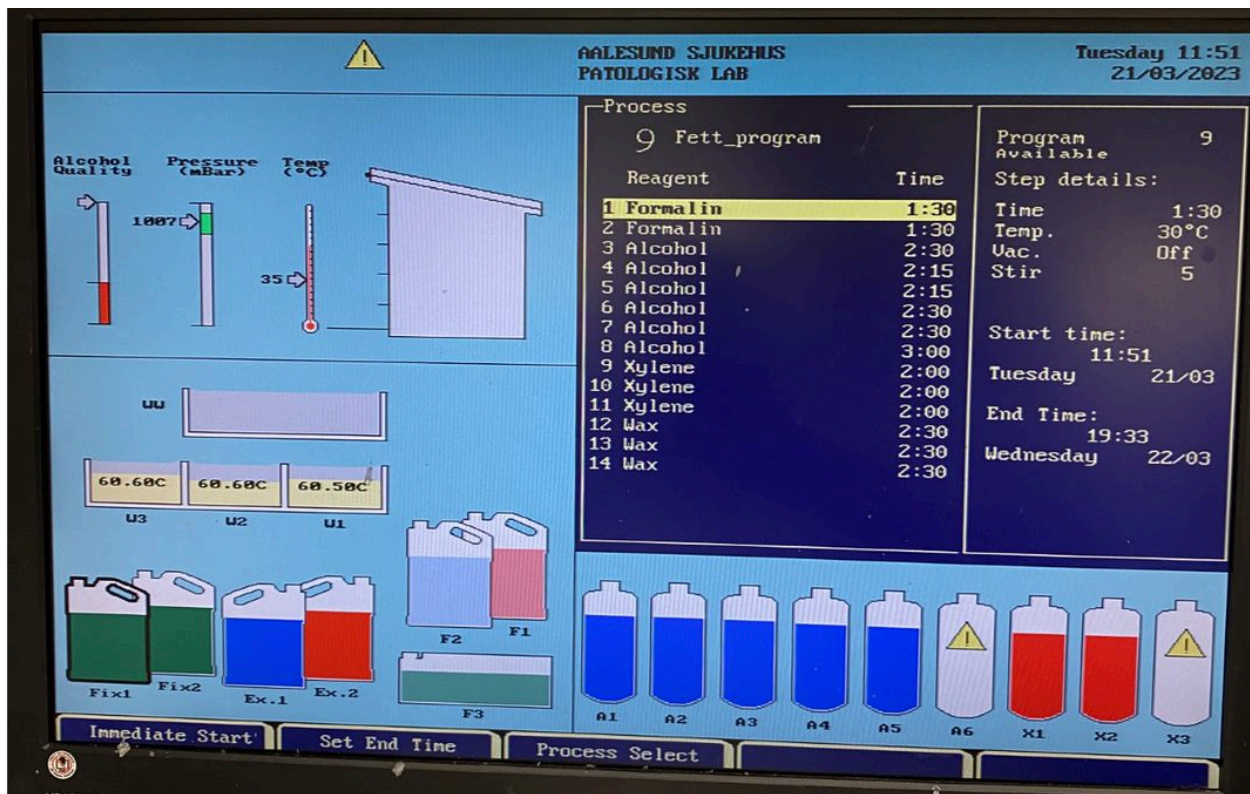 AALESUND SJUKEHUS
PATOLOGISK LAB
Tuesday 11:51
21/03/2023
Alcohol
Quality
Pressure
(mBar)
Temp
(°C)
1007
35
WW
60.60C
60.60C
60.50C
W3
W2
W1
F2
F1
F3
Fix1
Fix2
Ex.1
Ex.2
Process
9 Fett_program
Reagent Time
1 Formalin 1:30
2 Formalin 1:30
3 Alcohol 2:30
4 Alcohol 2:15
5 Alcohol 2:15
6 Alcohol 2:30
7 Alcohol 2:30
8 Alcohol 3:00
9 Xylene 2:00
10 Xylene 2:00
11 Xylene 2:00
12 Wax 2:30
13 Wax 2:30
14 Wax 2:30
Program 9
Available
Step details:
Time 1:30
Temp. 30°C
Vac. Off
Stir 5
Start time:
11:51
Tuesday 21/03
End Time:
19:33
Wednesday 22/03
A1
A2
A3
A4
A5
A6
X1
X2
X3
Immediate Start
Set End Time
Process Select